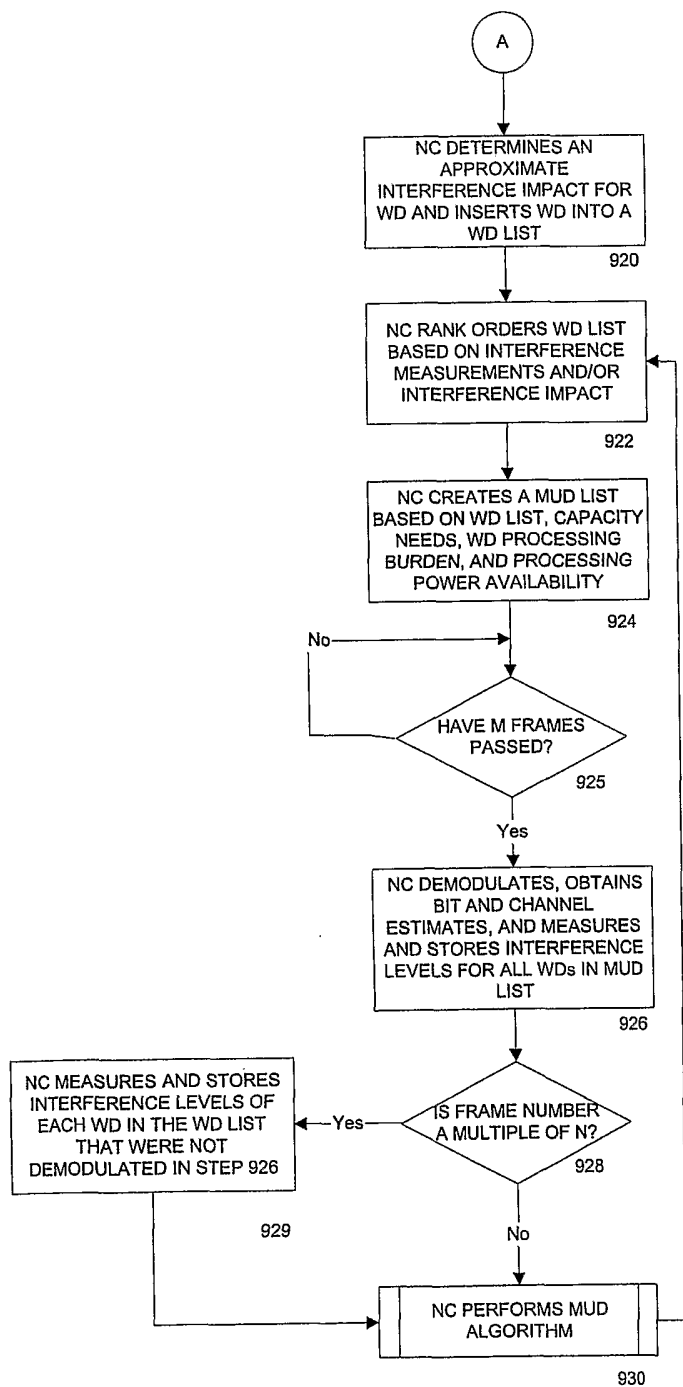 A
NC DETERMINES AN
APPROXIMATE
INTERFERENCE IMPACT FOR
WD AND INSERTS WD INTO A
WD LIST
920
NC RANK ORDERS WD LIST
BASED ON INTERFERENCE
MEASUREMENTS AND/OR
INTERFERENCE IMPACT
922
NC CREATES A MUD LIST
BASED ON WD LIST, CAPACITY
NEEDS, WD PROCESSING
BURDEN, AND PROCESSING
POWER AVAILABILITY
924
No
HAVE M FRAMES
PASSED?
925
Yes
NC DEMODULATES, OBTAINS
BIT AND CHANNEL
ESTIMATES, AND MEASURES
AND STORES INTERFERENCE
LEVELS FOR ALL WDs IN MUD
LIST
926
IS FRAME NUMBER
A MULTIPLE OF N?
928
Yes
NC MEASURES AND STORES
INTERFERENCE LEVELS OF
EACH WD IN THE WD LIST
THAT WERE NOT
DEMODULATED IN STEP 926
929
No
NC PERFORMS MUD
ALGORITHM
930